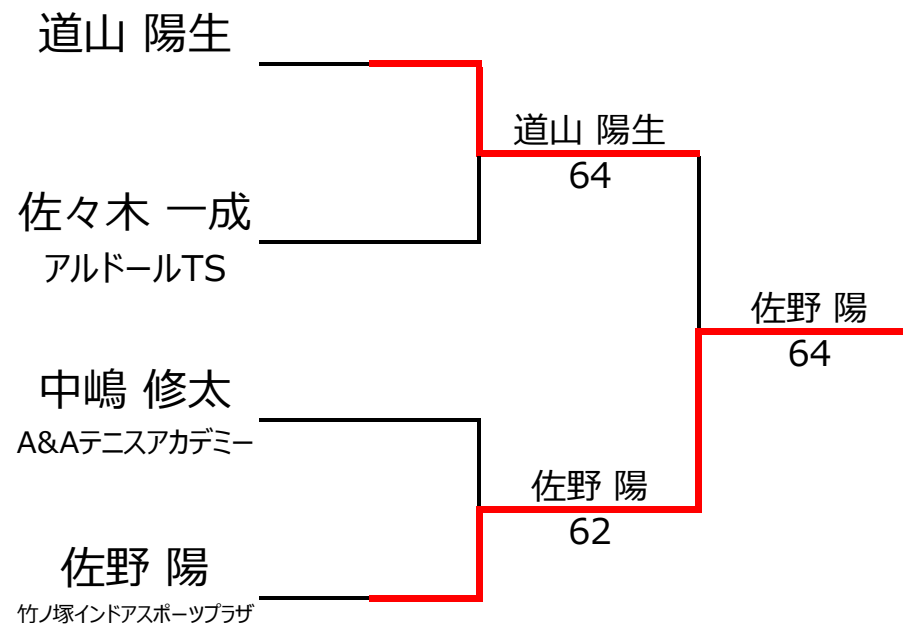 道山 陽生
道山 陽生
64
佐々木 一成
アルドールTS
佐野 陽
64
中嶋 修太
A&Aテニスアカデミー
佐野 陽
62
佐野 陽
竹ノ塚インドアスポーツプラザ